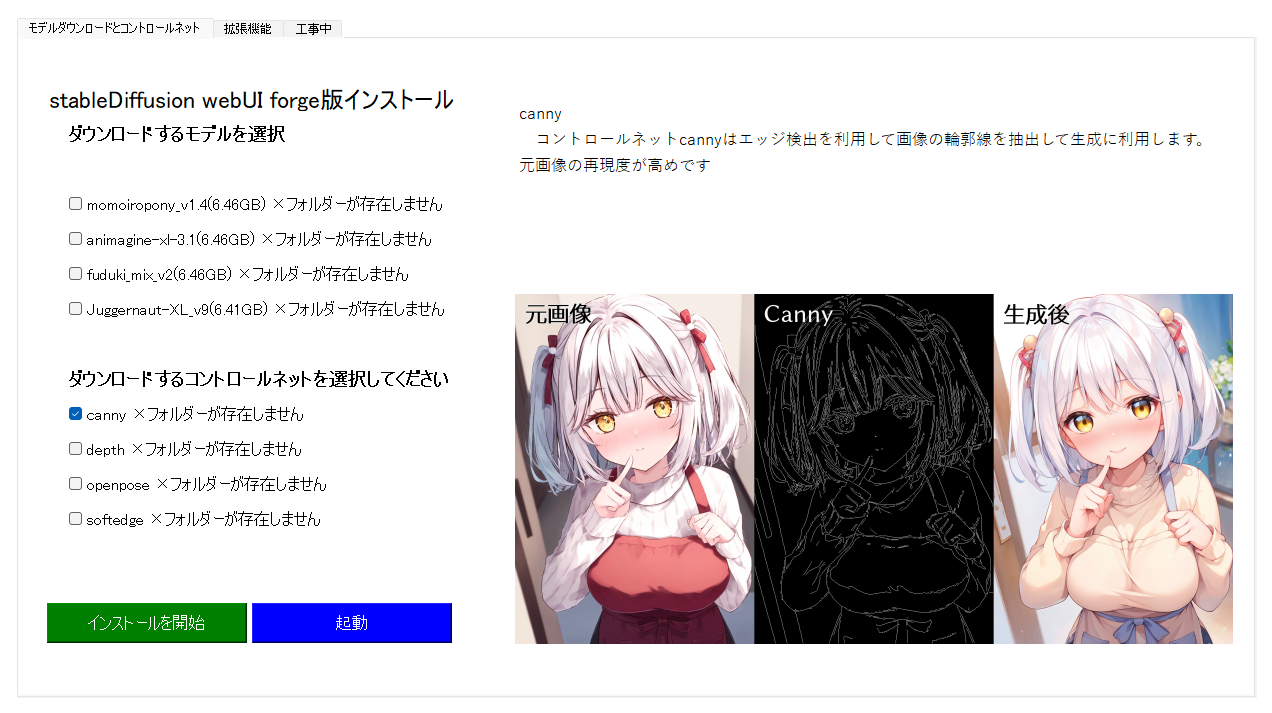 モデルダウンロードとコントロールネット 拡張機能 工事中
stableDiffusion webUI forge版インストール
ダウンロードするモデルを選択
momoiropony_v1.4(6.46GB) ×フォルダーが存在しません
animagine-xl-3.1(6.46GB) ×フォルダーが存在しません
fuduki_mix_v2(6.46GB) ×フォルダーが存在しません
Juggernaut-XL_v9(6.41GB) ×フォルダーが存在しません
ダウンロードするコントロールネットを選択してください
canny ×フォルダーが存在しません
depth ×フォルダーが存在しません
openpose ×フォルダーが存在しません
softedge ×フォルダーが存在しません
インストールを開始 起動
canny
コントロールネットcannyはエッジ検出を利用して画像の輪郭線を抽出して生成に利用します。
元画像の再現度が高めです
元画像 Canny 生成後